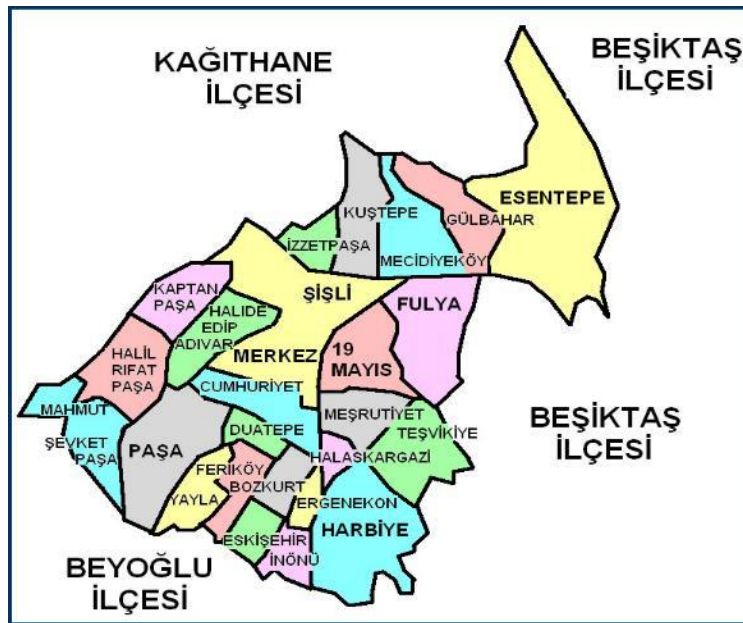 KAĞITHANE
İLÇESİ
BEŞİKTAŞ
İLÇESİ
ESENTEPE
KUŞTEPE
GÜLBAHAR
İZZETPAŞA
MECİDİYEKÖY
KAPTAN
PAŞA
ŞİŞLİ
MERKEZ
FULYA
HALIDE
EDİP
ADIVAR
HALİL
RIFAT
PAŞA
19
MAYIS
CUMHURİYET
MAHMUT
ŞEVKET
PAŞA
MEŞRUTİYET
TEŞVİKİYE
BEŞİKTAŞ
İLÇESİ
PAŞA
DUATEPE
HALASKARGAZİ
FERİKÖY
BOZKURT
YAYLA
ERGENEKON
HARBİYE
ESKİŞEHİR
İNÖNÜ
BEYOĞLU
İLÇESİ